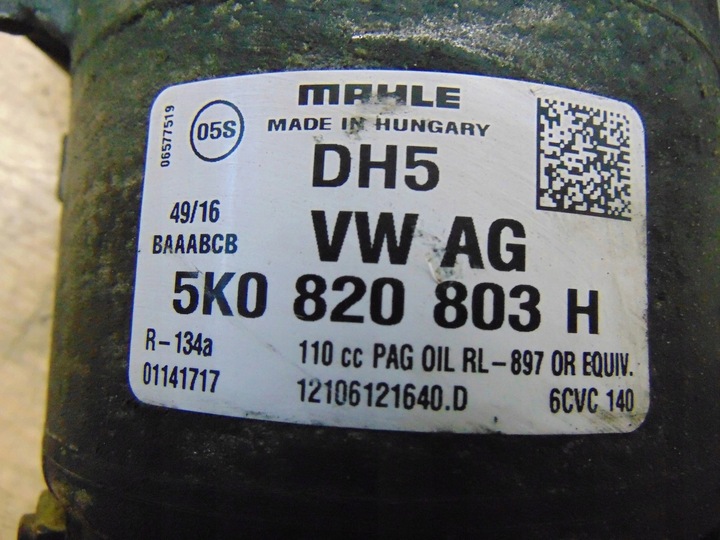 MAHLE
MADE IN HUNGARY
06577519
05S
DH5
49/16
BAAABCB
VW AG
5K0 820 803 H
R-134a
110 cc PAG OIL RL-897 OR EQUIV.
01141717
12106121640.D
6CVC 140